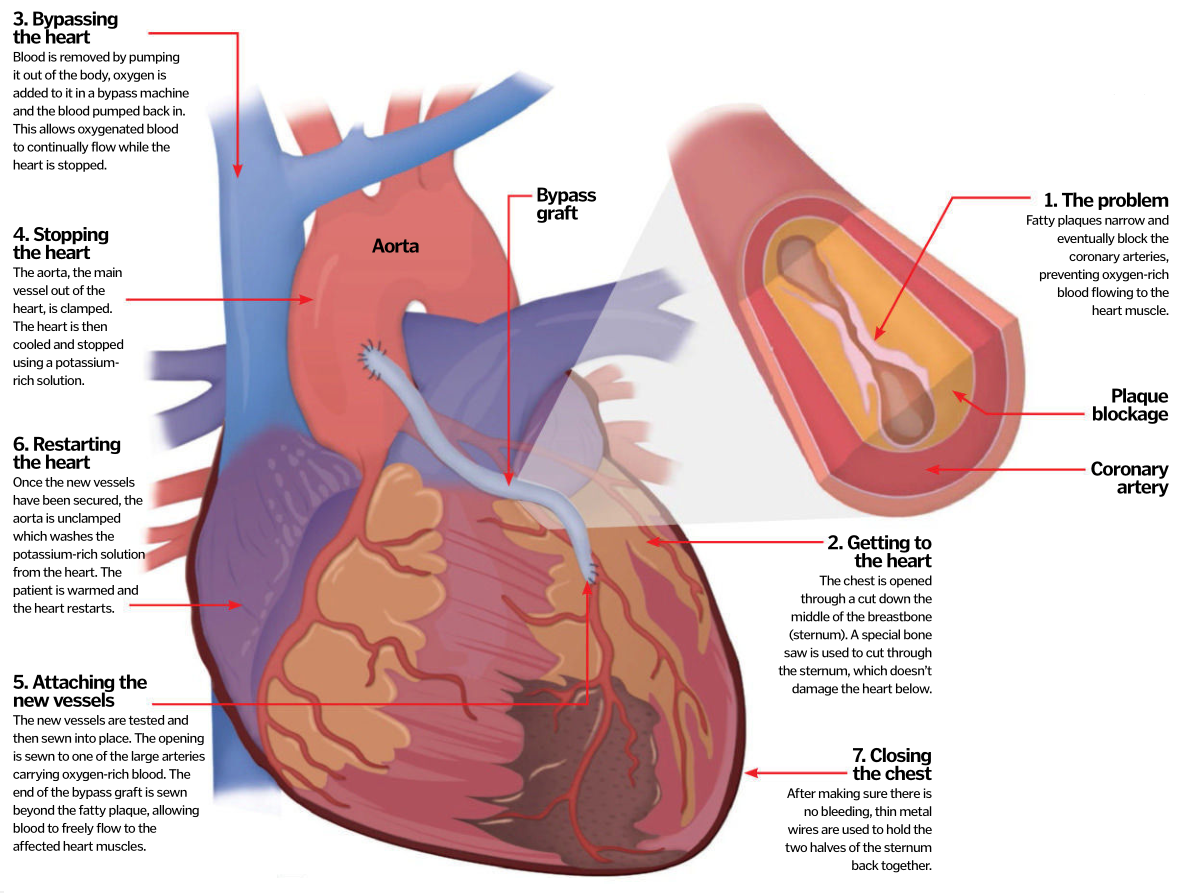 3. Bypassing
the heart
Blood is removed by pumping
it out of the body, oxygen is
added to it in a bypass machine
and the blood pumped back in.
This allows oxygenated blood
to continually flow while the
heart is stopped.
4. Stopping
the heart
The aorta, the main
vessel out of the
heart, is clamped.
The heart is then
cooled and stopped
using a potassium-
rich solution.
6. Restarting
the heart
Once the new vessels
have been secured, the
aorta is unclamped
which washes the
potassium-rich solution
from the heart. The
patient is warmed and
the heart restarts.
5. Attaching the
new vessels
The new vessels are tested and
then sewn into place. The opening
is sewn to one of the large arteries
carrying oxygen-rich blood. The
end of the bypass graft is sewn
beyond the fatty plaque, allowing
blood to freely flow to the
affected heart muscles.
Aorta
Bypass
graft
1. The problem
Fatty plaques narrow and
eventually block the
coronary arteries,
preventing oxygen-rich
blood flowing to the
heart muscle.
Plaque
blockage
Coronary
artery
2. Getting to
the heart
The chest is opened
through a cut down the
middle of the breastbone
(sternum). A special bone
saw is used to cut through
the sternum, which doesn't
damage the heart below.
7. Closing
the chest
After making sure there is
no bleeding, thin metal
wires are used to hold the
two halves of the sternum
back together.